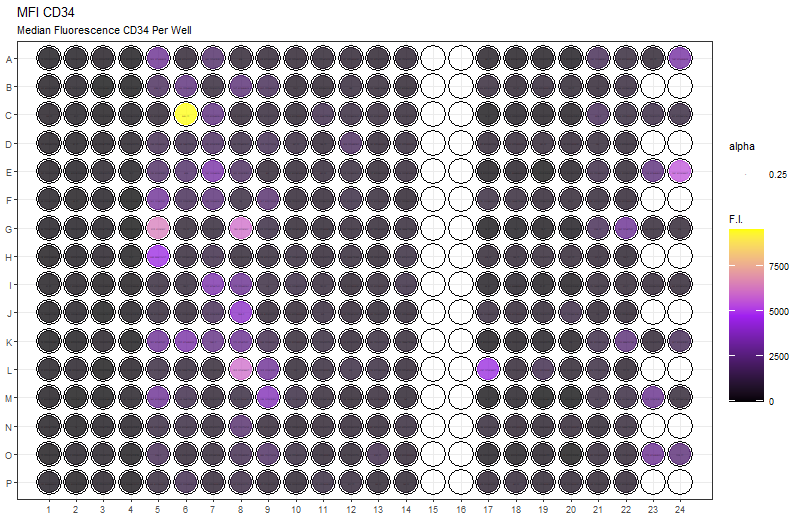 MFI CD34
Median Fluorescence CD34 Per Well
A
B
C
D
E
F
G
H
I
J
K
L
M
N
O
P
1 2 3 4 5 6 7 8 9 10 11 12 13 14 15 16 17 18 19 20 21 22 23 24
alpha
0.25
F.I.
7500
5000
2500
0